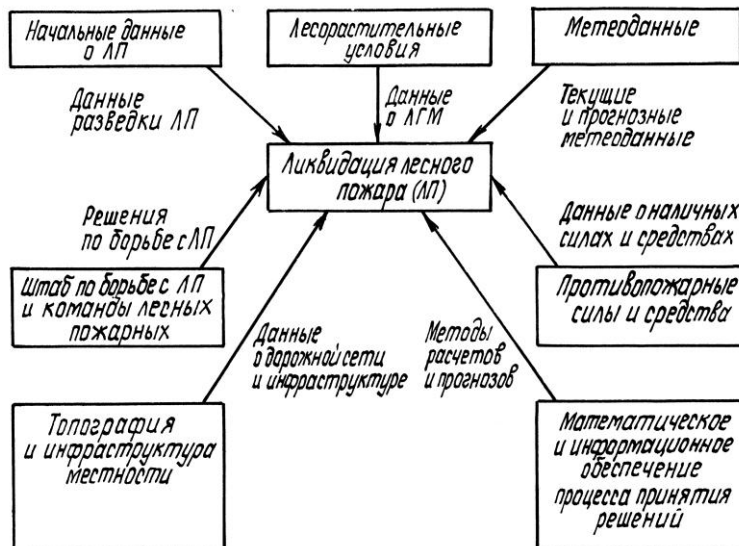 Начальные данные
о ЛП
Лесорастительные
условия
Метеоданные
Данные
разведки ЛП
Данные
о ЛГМ
Текущие
и прогнозные
метеоданные
Ликвидация лесного
пожара (ЛП)
Решения
по борьбе с ЛП
Данные о наличных
силах и средствах
Штаб по борьбе с ЛП
и команды лесных
пожарных
Противопожарные
силы и средства
Данные
о дорожной сети
и инфраструктуре
Методы
расчетов
и прогнозов
Топография
и инфраструктура
местности
Математическое
и информационное
обеспечение
процесса принятия
решений